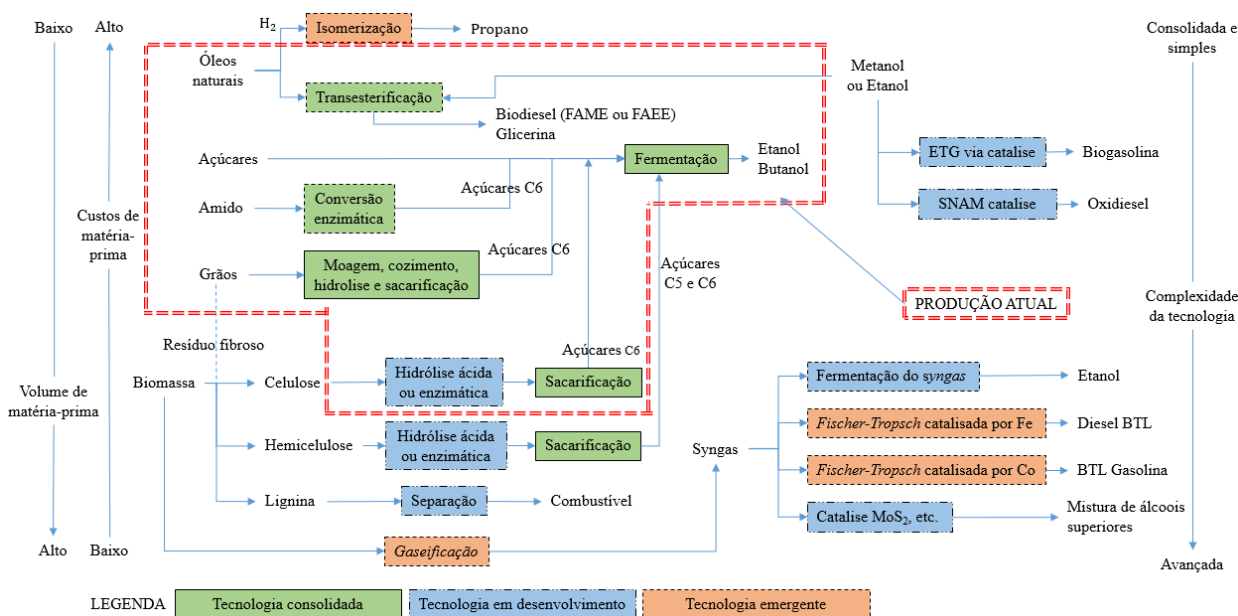 Baixo
Alto
H2
Isomerização
Propano
Consolidada e
simples
Óleos
naturais
Metanol
ou Etanol
Transesterificação
Biodiesel (FAME ou FAEE)
Glicerina
Açúcares
Fermentação
Etanol
Butanol
ETG via catalise
Biogasolina
Açúcares C6
Amido
Conversão
enzimática
SNAM catalise
Oxidiesel
Custos de
matéria-
prima
Açúcares C6
Grãos
Moagem, cozimento,
hidrolise e sacarificação
Açúcares
C5 e C6
PRODUÇÃO ATUAL
Complexidade
da tecnologia
Resíduo fibroso
Açúcares C6
Biomassa
Celulose
Hidrólise ácida
ou enzimática
Sacarificação
Fermentação do syngas
Etanol
Volume de
matéria-prima
Fischer-Tropsch catalisada por Fe
Diesel BTL
Hemicelulose
Hidrólise ácida
ou enzimática
Sacarificação
Syngas
Fischer-Tropsch catalisada por Co
BTL Gasolina
Lignina
Separação
Combustível
Catalise MoS2, etc.
Mistura de álcoois
superiores
Alto
Baixo
Gaseificação
Avançada
LEGENDA
Tecnologia consolidada
Tecnologia em desenvolvimento
Tecnologia emergente